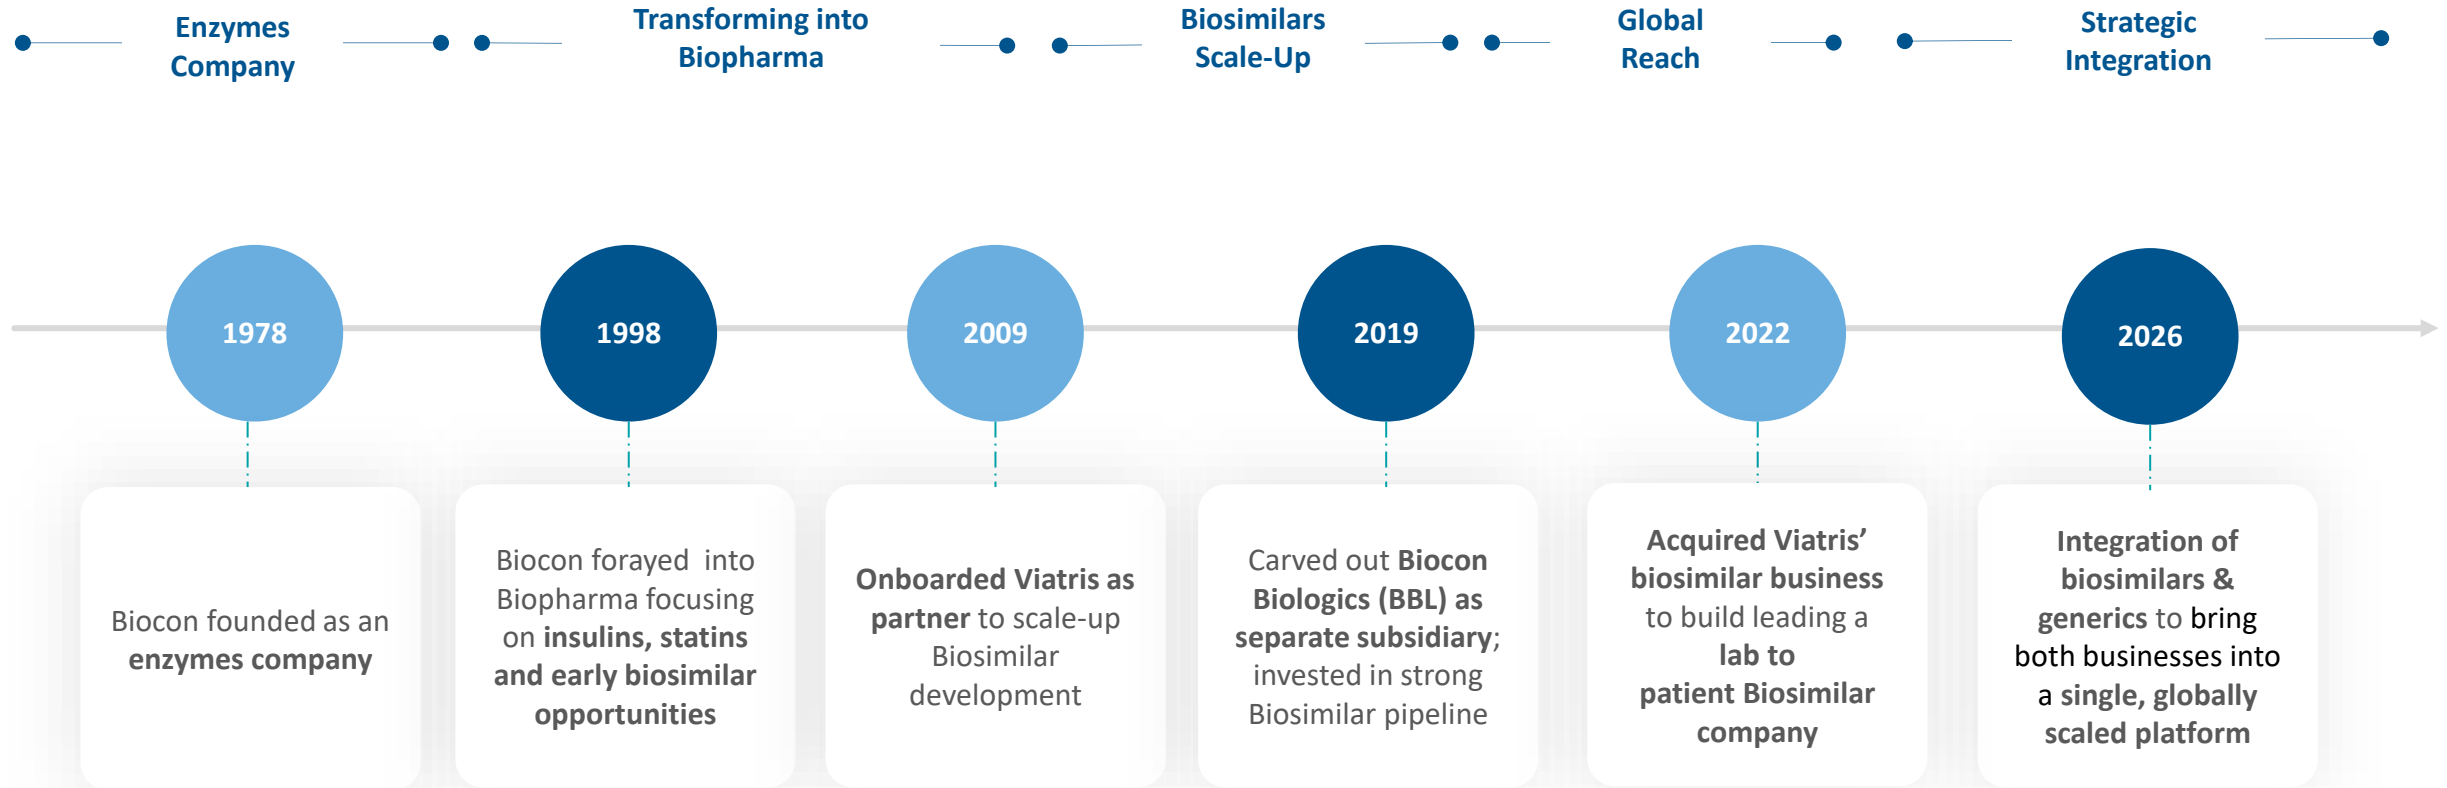 Enzymes
Company
Transforming into
Biopharma
Biosimilars
Scale-Up
Global
Reach
Strategic
Integration
1978
1998
2009
2019
2022
2026
Biocon founded as an
enzymes company
Biocon forayed into
Biopharma focusing
on insulins, statins
and early biosimilar
opportunities
Onboarded Viatris as
partner to scale-up
Biosimilar
development
Carved out Biocon
Biologics (BBL) as
separate subsidiary;
invested in strong
Biosimilar pipeline
Acquired Viatris’
biosimilar business
to build leading a
lab to
patient Biosimilar
company
Integration of
biosimilars &
generics to bring
both businesses into
a single, globally
scaled platform